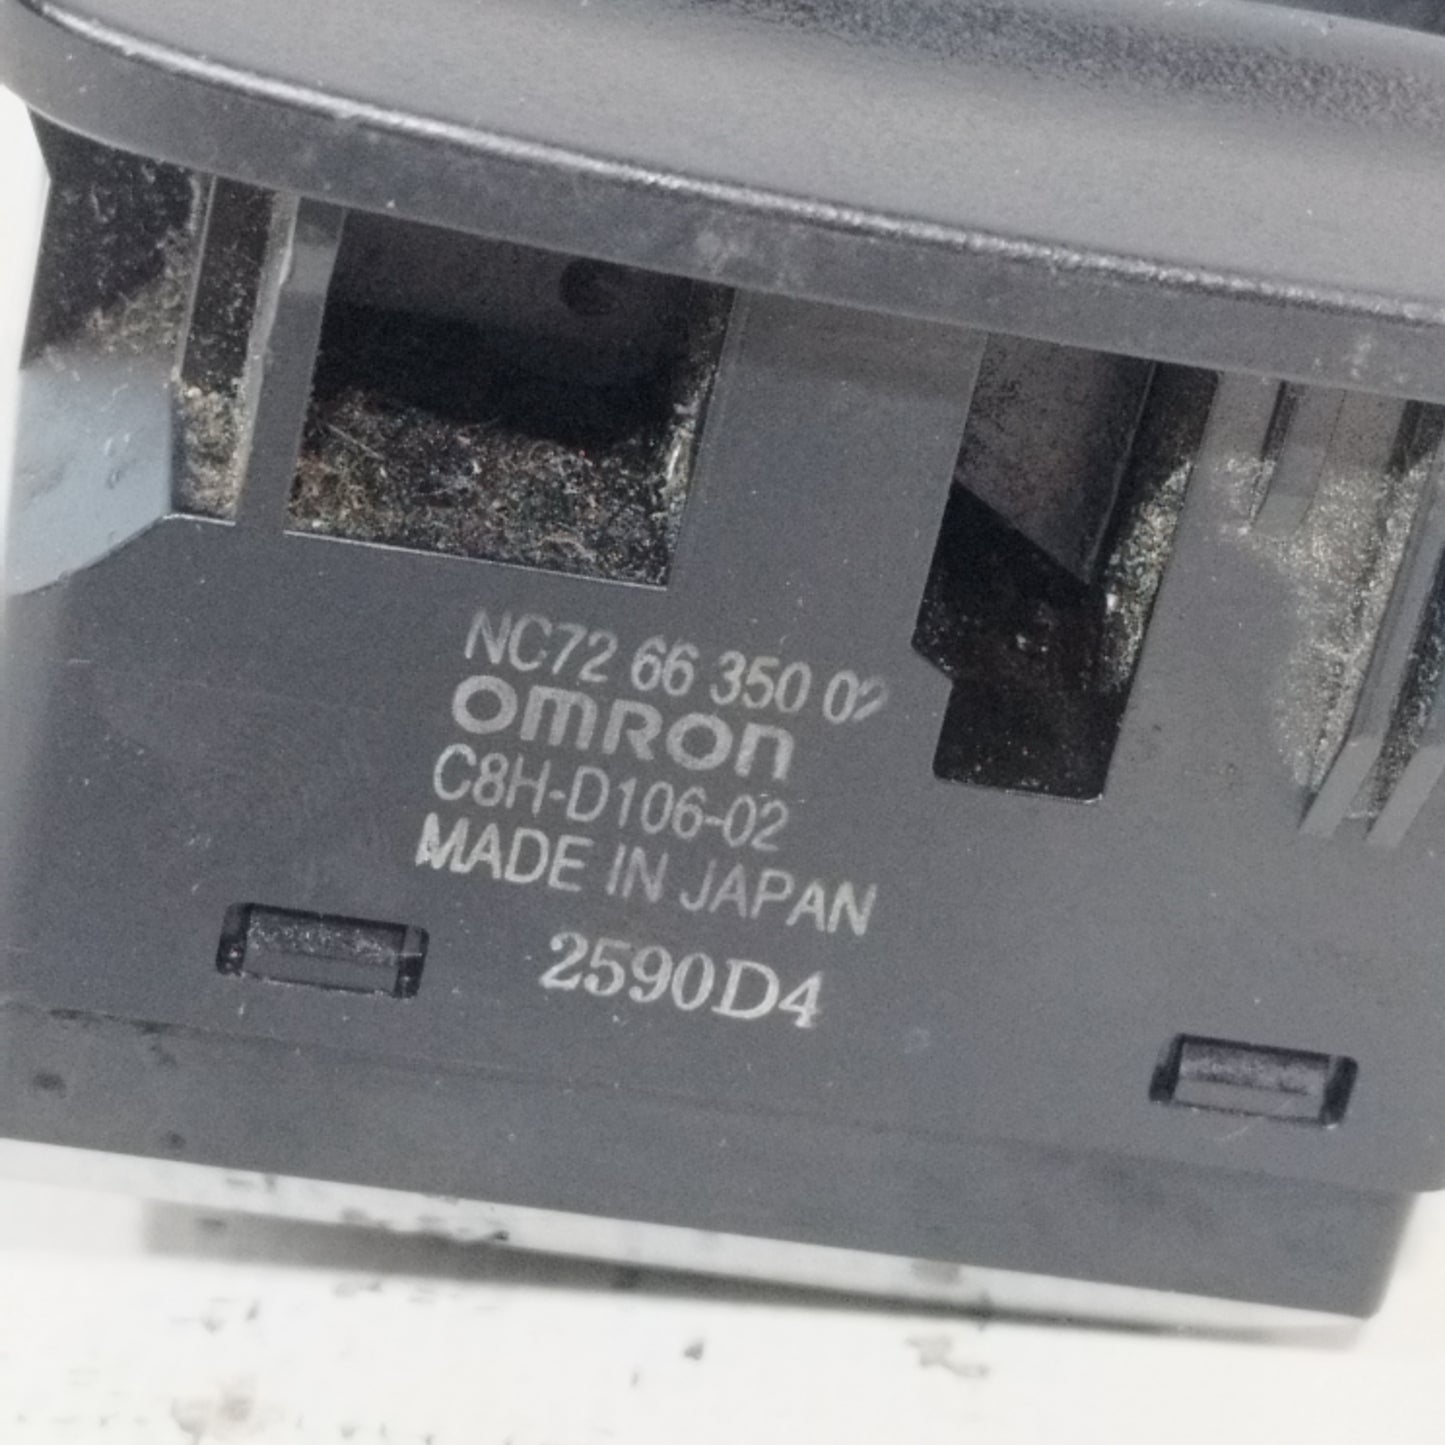 NC72 66 350 02
OMRON
C8H-D106-02
MADE IN JAPAN
2590D4